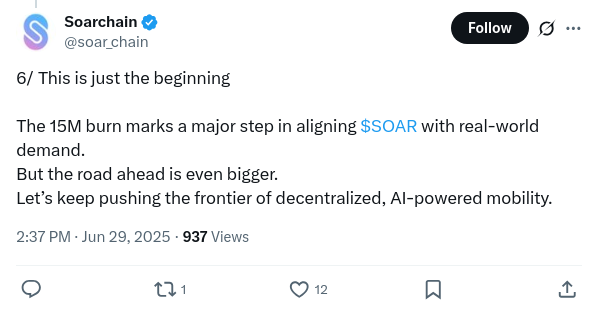 Soarchain
@soar_chain
Follow
6/ This is just the beginning
The 15M burn marks a major step in aligning $SOAR with real-world
demand.
But the road ahead is even bigger.
Let’s keep pushing the frontier of decentralized, AI-powered mobility.
2:37 PM · Jun 29, 2025 · 937 Views
1
12